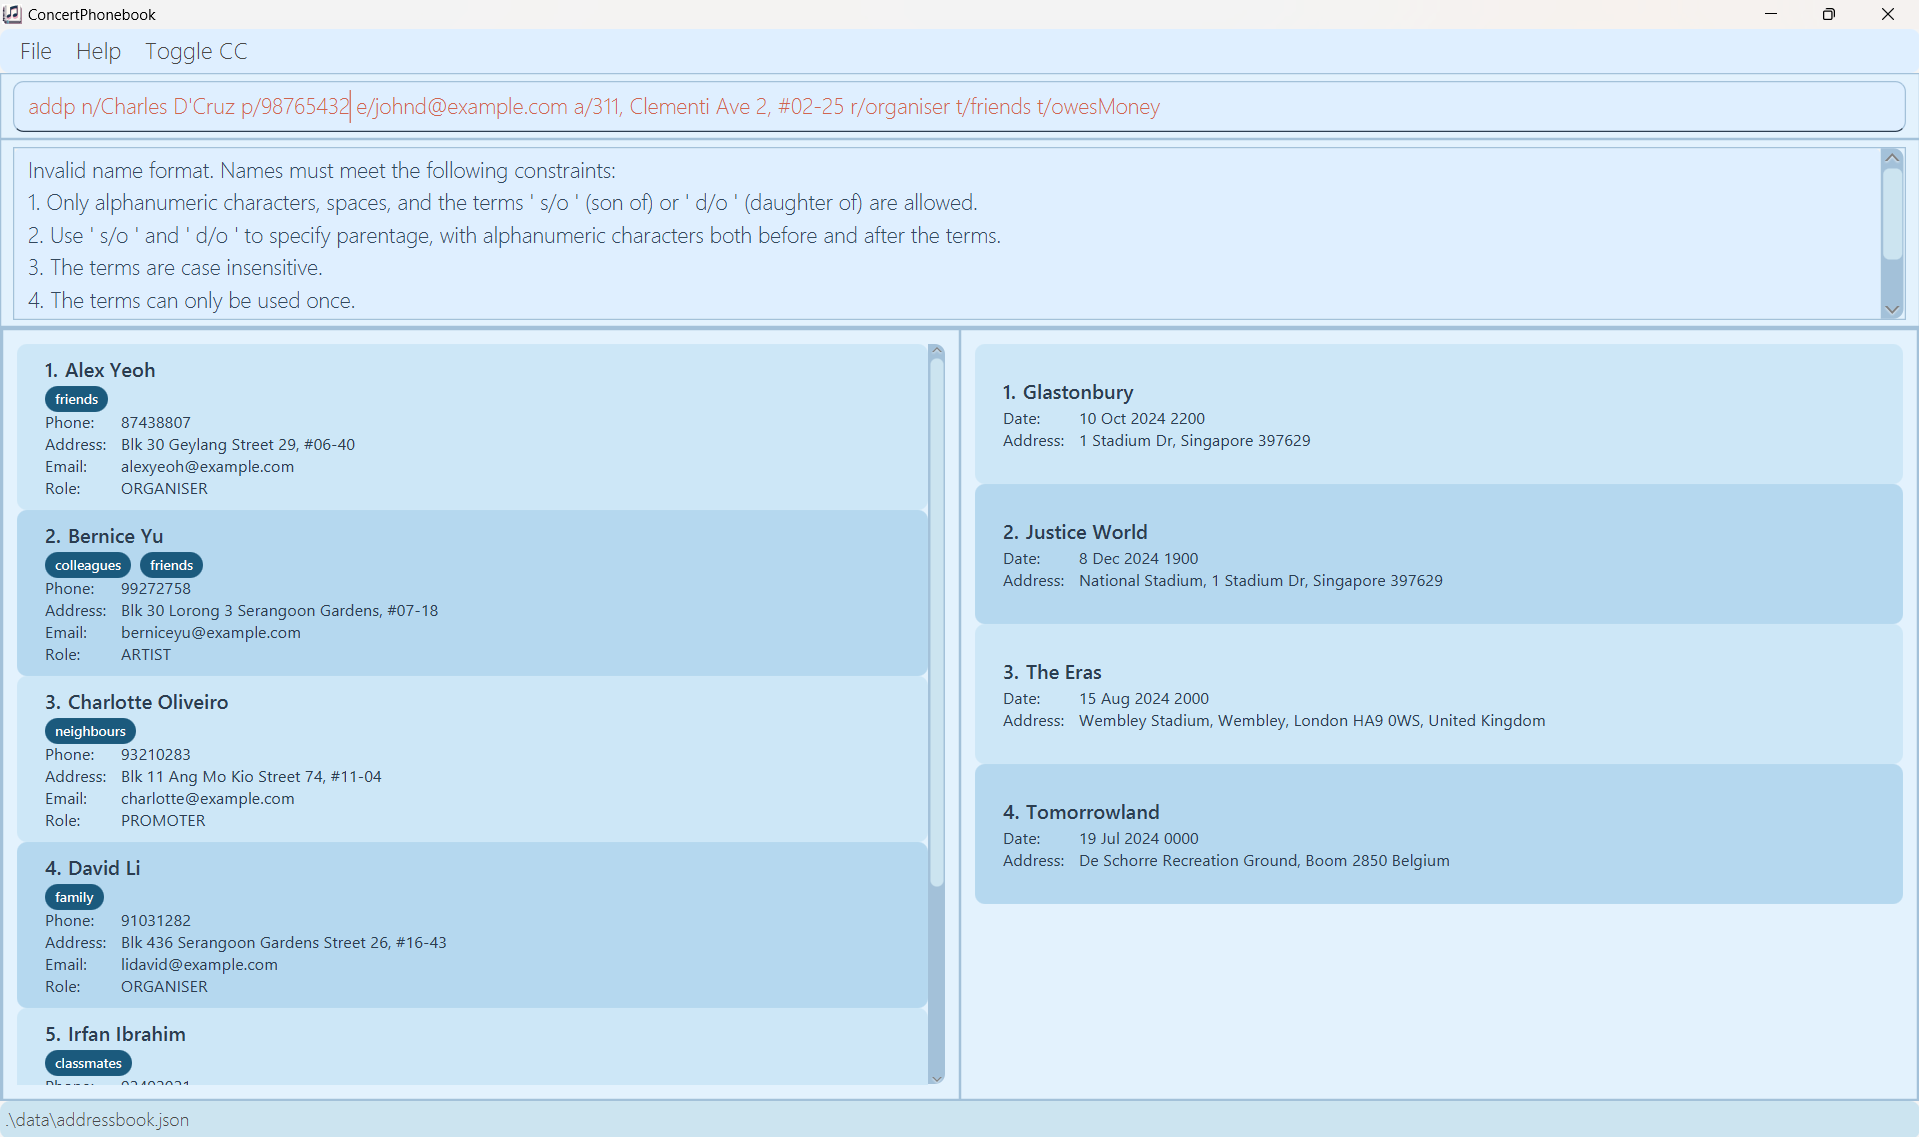 ConcertPhonebook
File Help Toggle CC
addp n/Charles D'Cruz p/98765432 e/johnd@example.com a/311, Clementi Ave 2, #02-25 r/organiser t/friends t/owesMoney
Invalid name format. Names must meet the following constraints:
1. Only alphanumeric characters, spaces, and the terms ' s/o ' (son of) or ' d/o ' (daughter of) are allowed.
2. Use ' s/o ' and ' d/o ' to specify parentage, with alphanumeric characters both before and after the terms.
3. The terms are case insensitive.
4. The terms can only be used once.
1. Alex Yeoh
friends
Phone: 87438807
Address: Blk 30 Geylang Street 29, #06-40
Email: alexyeoh@example.com
Role: ORGANISER
2. Bernice Yu
colleagues friends
Phone: 99272758
Address: Blk 30 Lorong 3 Serangoon Gardens, #07-18
Email: berniceyu@example.com
Role: ARTIST
3. Charlotte Oliveiro
neighbours
Phone: 93210283
Address: Blk 11 Ang Mo Kio Street 74, #11-04
Email: charlotte@example.com
Role: PROMOTER
4. David Li
family
Phone: 91031282
Address: Blk 436 Serangoon Gardens Street 26, #16-43
Email: lidavid@example.com
Role: ORGANISER
5. Irfan Ibrahim
classmates
Phone:
1. Glastonbury
Date: 10 Oct 2024 2200
Address: 1 Stadium Dr, Singapore 397629
2. Justice World
Date: 8 Dec 2024 1900
Address: National Stadium, 1 Stadium Dr, Singapore 397629
3. The Eras
Date: 15 Aug 2024 2000
Address: Wembley Stadium, Wembley, London HA9 0WS, United Kingdom
4. Tomorrowland
Date: 19 Jul 2024 0000
Address: De Schorre Recreation Ground, Boom 2850 Belgium
.\data\addressbook.json